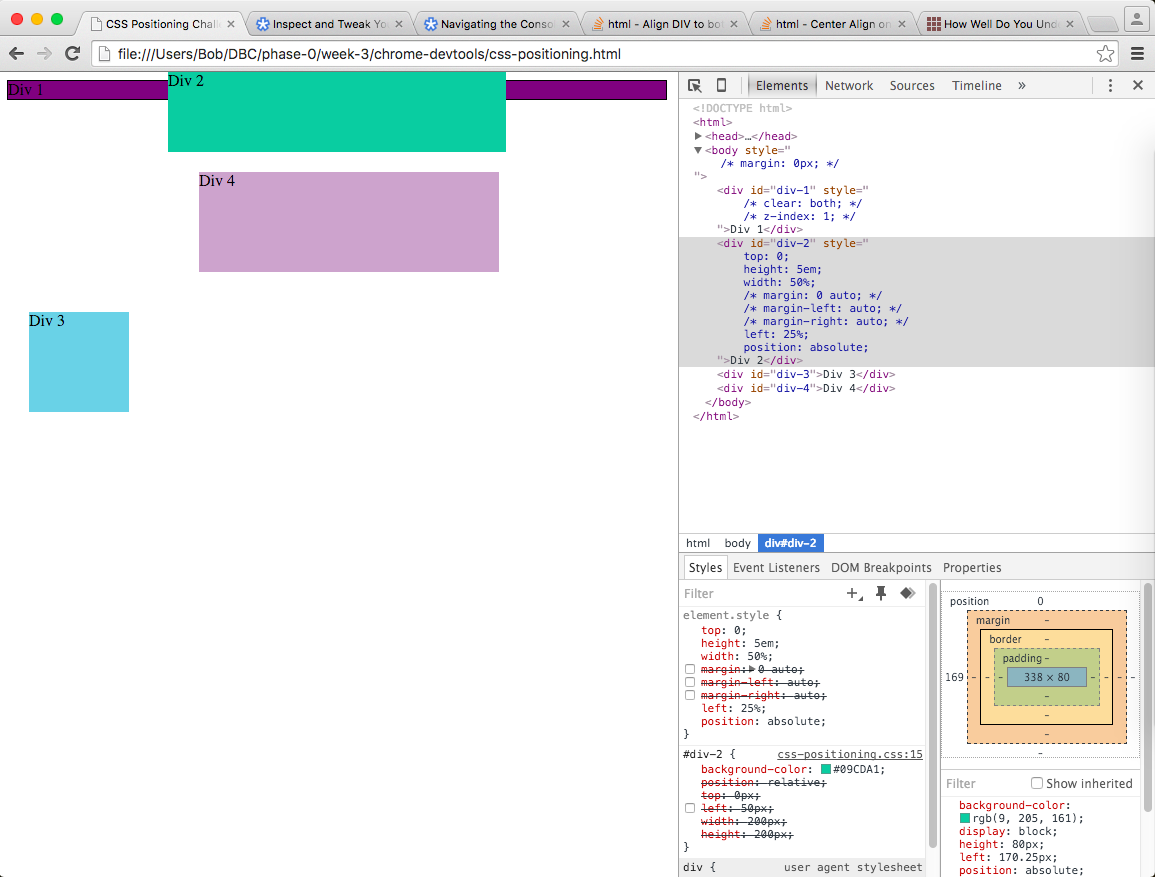 CSS Positioning Chall
Inspect and Tweak Yo
Navigating the Conso
html - Align DIV to bot
html - Center Align on
How Well Do You Und
file:///Users/Bob/DBC/phase-0/week-3/chrome-devtools/css-positioning.html
Div 1
Div 2
Div 4
Div 3
Elements Network Sources Timeline »
<!DOCTYPE html>
<html>
<head>…</head>
<body style="
/* margin: 0px; */
">
<div id="div-1" style="
/* clear: both; */
/* z-index: 1; */
">Div 1</div>
<div id="div-2" style="
top: 0;
height: 5em;
width: 50%;
/* margin: 0 auto; */
/* margin-left: auto; */
/* margin-right: auto; */
left: 25%;
position: absolute;
">Div 2</div>
<div id="div-3">Div 3</div>
<div id="div-4">Div 4</div>
</body>
</html>
html body div#div-2
Styles Event Listeners DOM Breakpoints Properties
Filter
element.style {
top: 0;
height: 5em;
width: 50%;
margin: 0 auto;
margin-left: auto;
margin-right: auto;
left: 25%;
position: absolute;
}
#div-2 { css-positioning.css:15
background-color: #09CDA1;
position: relative;
top: 0px;
left: 50px;
width: 200px;
height: 200px;
}
div { user agent stylesheet
position 0
margin -
border -
padding -
169 - - - 338 × 80 - - - -
-
-
-
-
Filter Show inherited
background-color:
rgb(9, 205, 161);
display: block;
height: 80px;
left: 170.25px;
position: absolute;